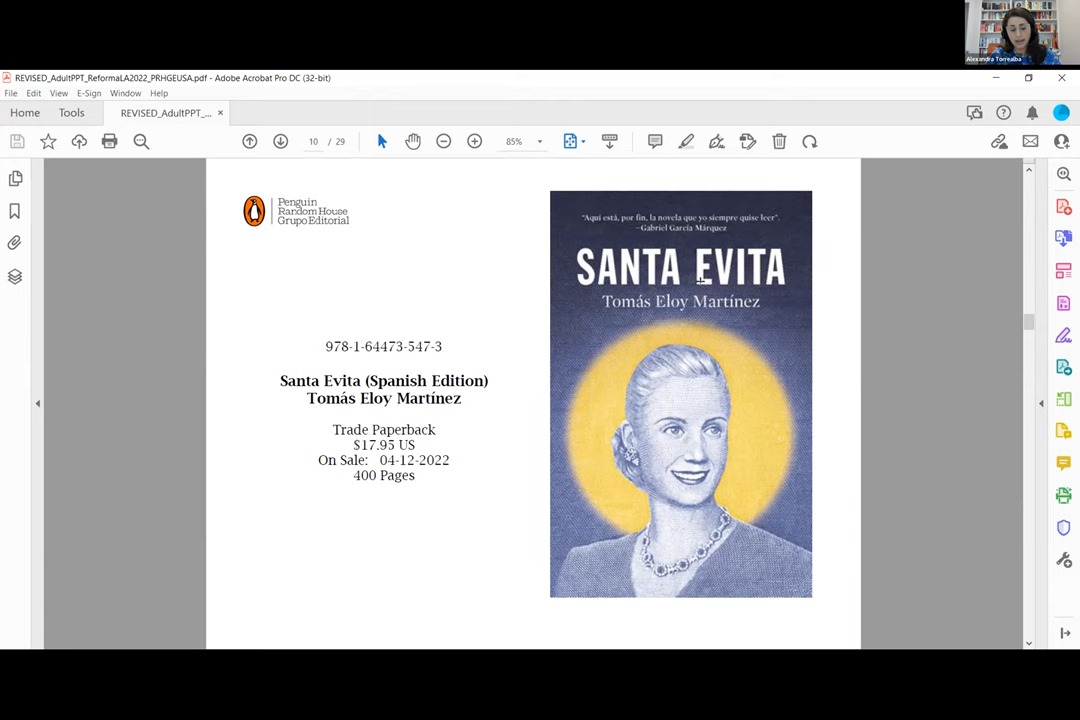 Alexandra Torrealba
REVISED_AdultPPT_ReformaLA2022_PRHGEUSA.pdf - Adobe Acrobat Pro DC (32-bit)
File Edit View E-Sign Window Help
Home Tools REVISED_AdultPPT_... ×
10 / 29 85%
Penguin
Random House
Grupo Editorial
978-1-64473-547-3
Santa Evita (Spanish Edition)
Tomás Eloy Martínez
Trade Paperback
$17.95 US
On Sale: 04-12-2022
400 Pages
“Aquí está, por fin, la novela que yo siempre quise leer”.
–Gabriel García Márquez
SANTA EVITA
Tomás Eloy Martínez